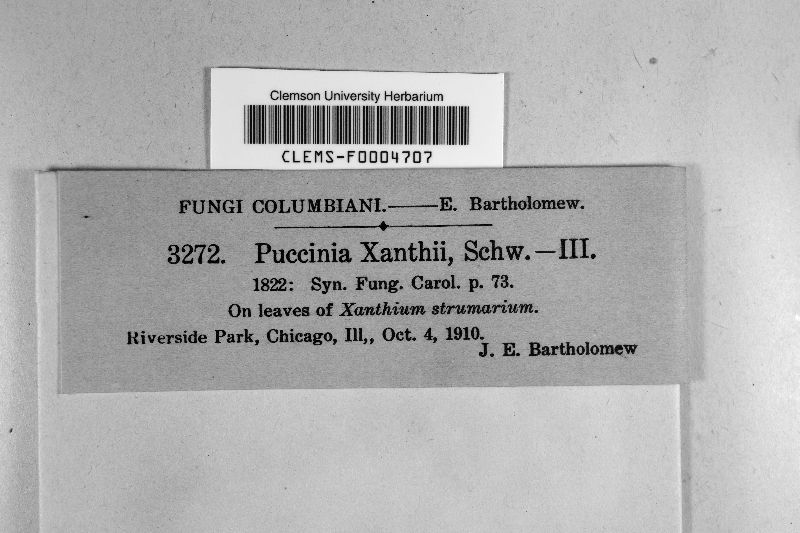 Clemson University Herbarium
CLEMS-F0004707
FUNGI COLUMBIANI.——E. Bartholomew.
3272. Puccinia Xanthii, Schw.—III.
1822: Syn. Fung. Carol. p. 73.
On leaves of Xanthium strumarium.
Riverside Park, Chicago, Ill,, Oct. 4, 1910.
J. E. Bartholomew